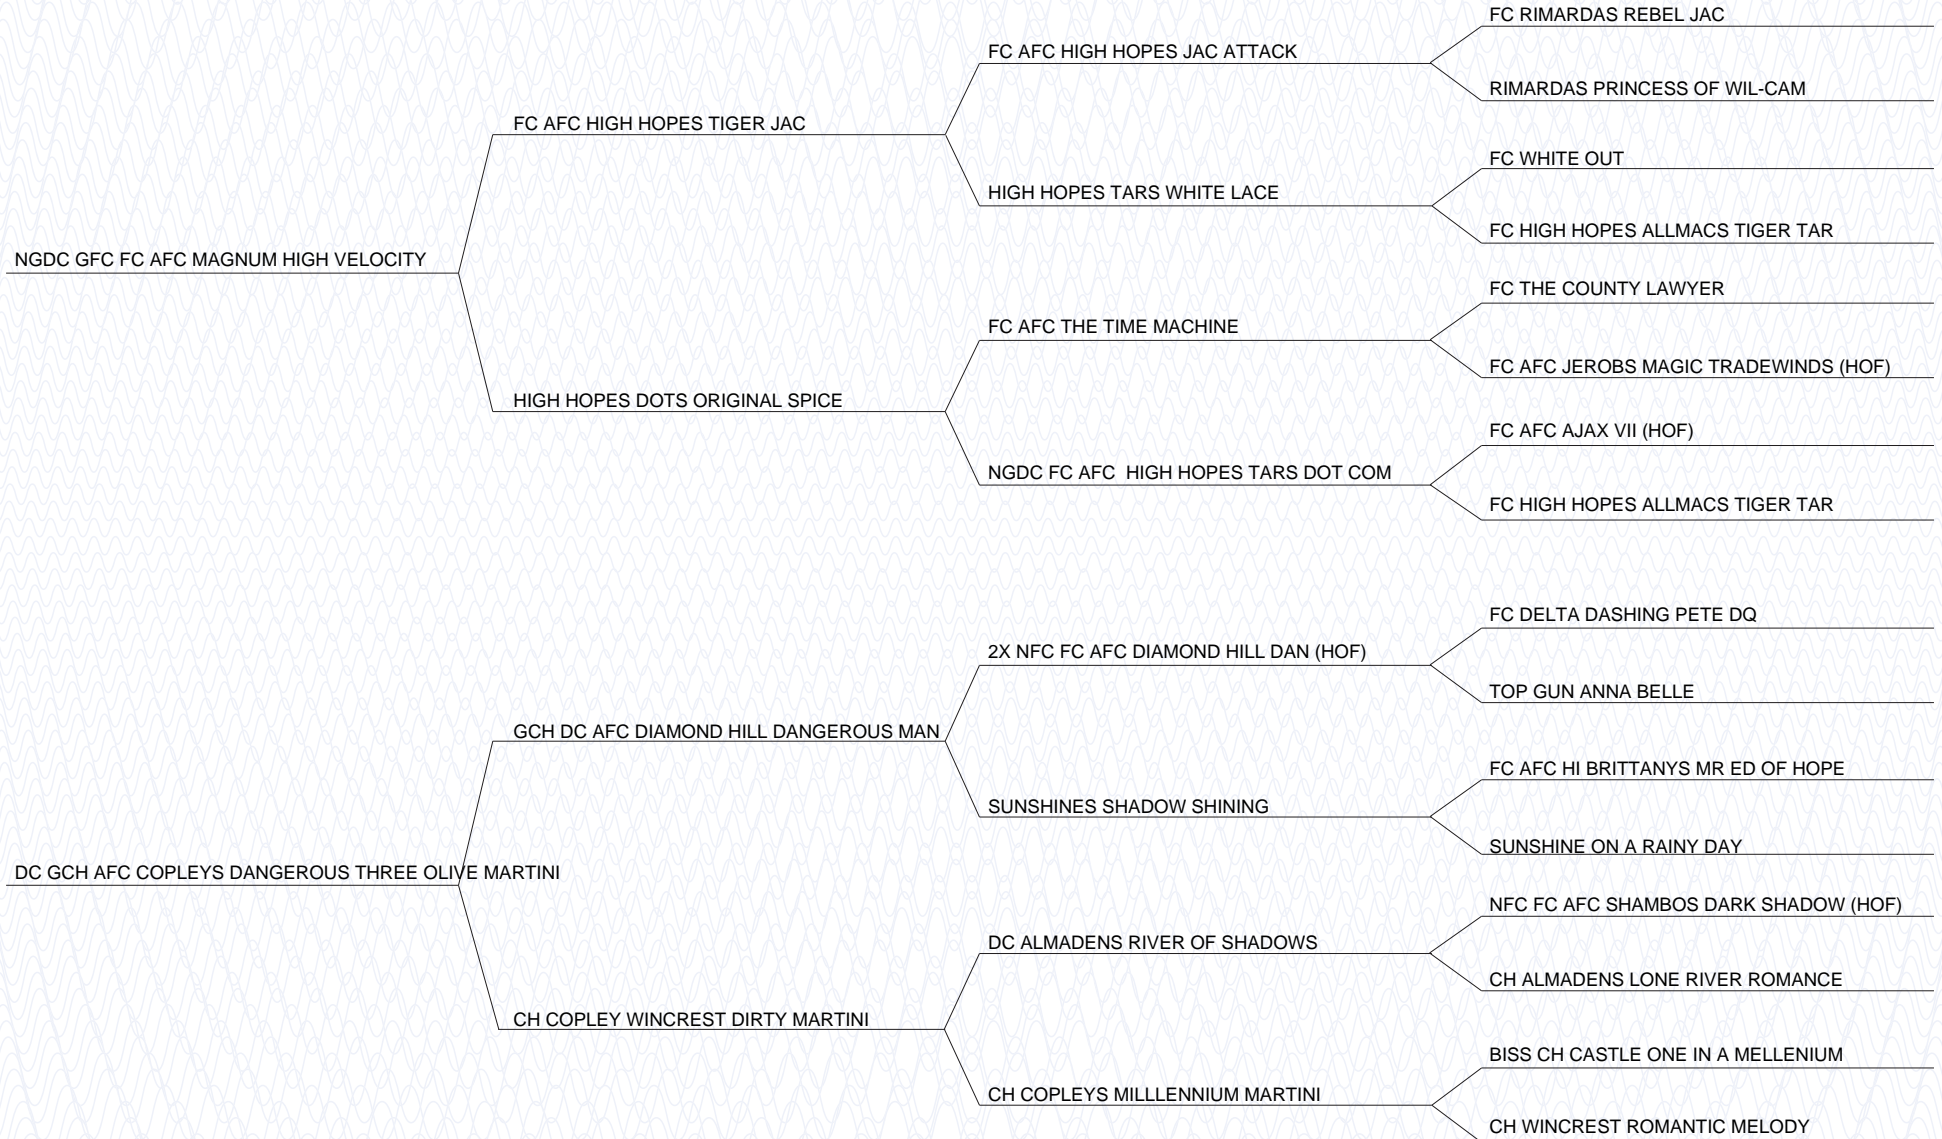 FC RIMARDAS REBEL JAC
FC AFC HIGH HOPES JAC ATTACK
RIMARDAS PRINCESS OF WIL-CAM
FC AFC HIGH HOPES TIGER JAC
FC WHITE OUT
HIGH HOPES TARS WHITE LACE
FC HIGH HOPES ALLMACS TIGER TAR
NGDC GFC FC AFC MAGNUM HIGH VELOCITY
FC THE COUNTY LAWYER
FC AFC THE TIME MACHINE
FC AFC JEROBS MAGIC TRADEWINDS (HOF)
HIGH HOPES DOTS ORIGINAL SPICE
FC AFC AJAX VII (HOF)
NGDC FC AFC  HIGH HOPES TARS DOT COM
FC HIGH HOPES ALLMACS TIGER TAR
FC DELTA DASHING PETE DQ
2X NFC FC AFC DIAMOND HILL DAN (HOF)
TOP GUN ANNA BELLE
GCH DC AFC DIAMOND HILL DANGEROUS MAN
FC AFC HI BRITTANYS MR ED OF HOPE
SUNSHINES SHADOW SHINING
SUNSHINE ON A RAINY DAY
DC GCH AFC COPLEYS DANGEROUS THREE OLIVE MARTINI
NFC FC AFC SHAMBOS DARK SHADOW (HOF)
DC ALMADENS RIVER OF SHADOWS
CH ALMADENS LONE RIVER ROMANCE
CH COPLEY WINCREST DIRTY MARTINI
BISS CH CASTLE ONE IN A MELLENIUM
CH COPLEYS MILLLENNIUM MARTINI
CH WINCREST ROMANTIC MELODY